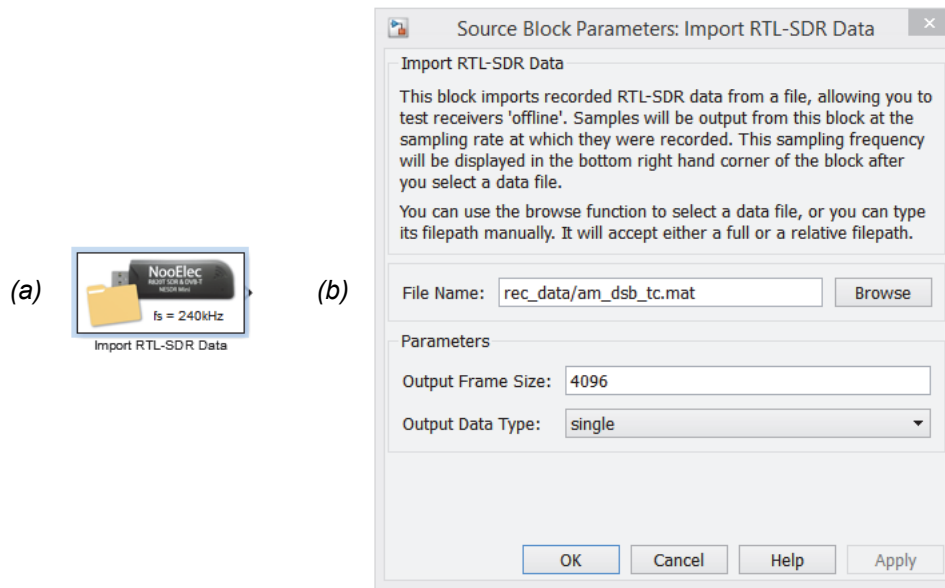 (a)
NooElec
R820T SDR & DVB-T
NESDR Mini
fs = 240kHz
Import RTL-SDR Data
(b)
Source Block Parameters: Import RTL-SDR Data
Import RTL-SDR Data
This block imports recorded RTL-SDR data from a file, allowing you to
test receivers 'offline'. Samples will be output from this block at the
sampling rate at which they were recorded. This sampling frequency
will be displayed in the bottom right hand corner of the block after
you select a data file.
You can use the browse function to select a data file, or you can type
its filepath manually. It will accept either a full or a relative filepath.
File Name: rec_data/am_dsb_tc.mat Browse
Parameters
Output Frame Size: 4096
Output Data Type: single
OK Cancel Help Apply